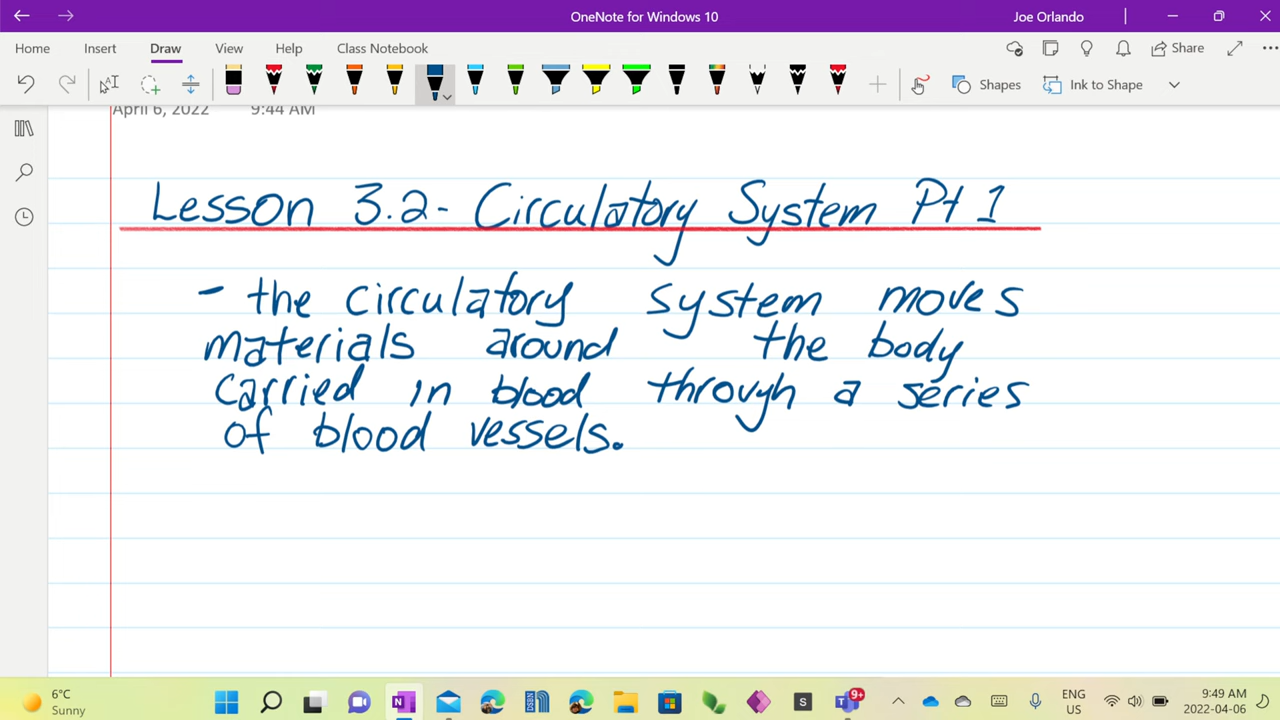 OneNote for Windows 10
Joe Orlando
Home Insert Draw View Help Class Notebook
Share
Shapes
Ink to Shape
April 6, 2022 9:44 AM
Lesson 3.2- Circulatory System Pt 1
- the circulatory system moves
materials around the body
carried in blood through a series
of blood vessels.
6°C
Sunny
DSBN
N
S
9+
ENG
US
9:49 AM
2022-04-06